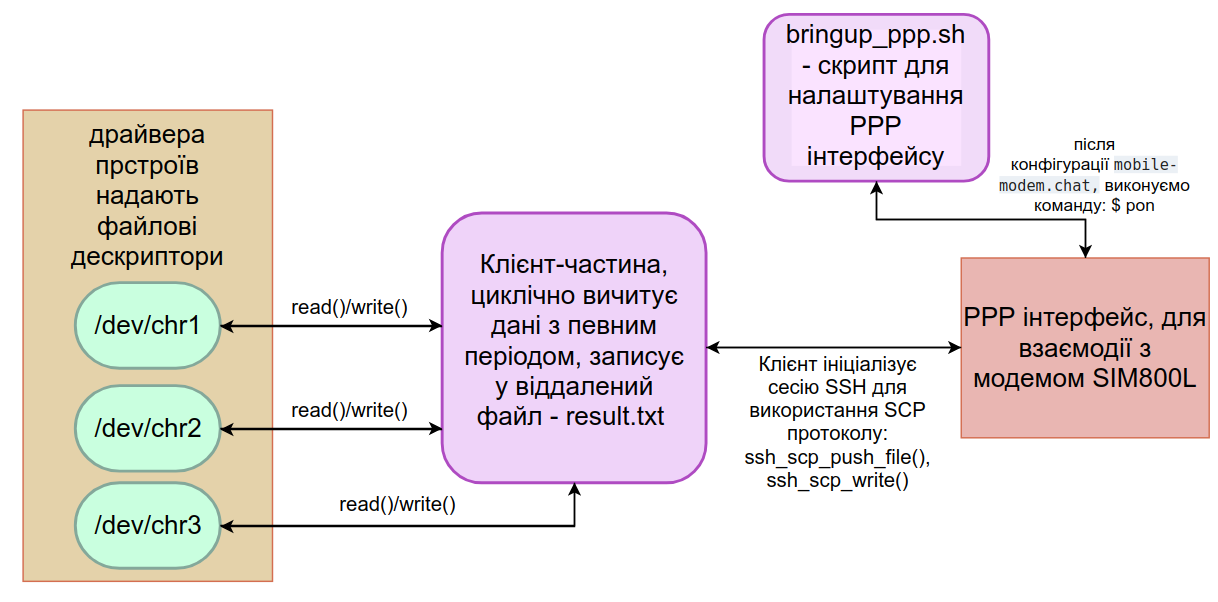 драйвера
прстроїв
надають
файлові
дескриптори
/dev/chr1
/dev/chr2
/dev/chr3
read()/write()
read()/write()
read()/write()
Клієнт-частина,
циклічно вичитує
дані з певним
періодом, записує
у віддалений
файл - result.txt
Клієнт ініціалізує
сесію SSH для
використання SCP
протоколу:
ssh_scp_push_file(),
ssh_scp_write()
bringup_ppp.sh
- скрипт для
налаштування
PPP
інтерфейсу
після
конфігурації mobile-
modem.chat, виконуємо
команду: $ pon
PPP інтерфейс, для
взаємодії з
модемом SIM800L